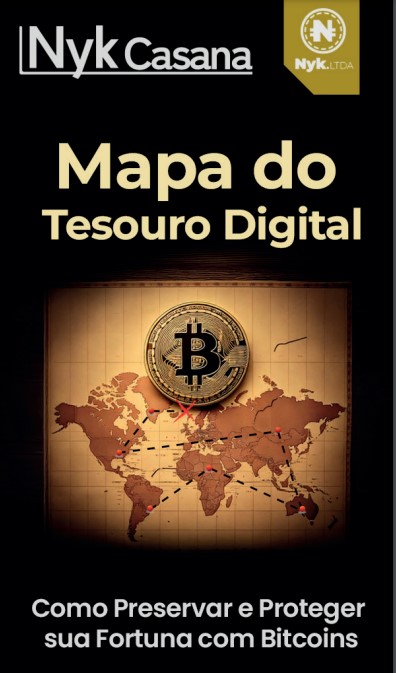 Nyk Casana
Nyk.LTDA
Mapa do
Tesouro Digital
Como Preservar e Proteger
sua Fortuna com Bitcoins